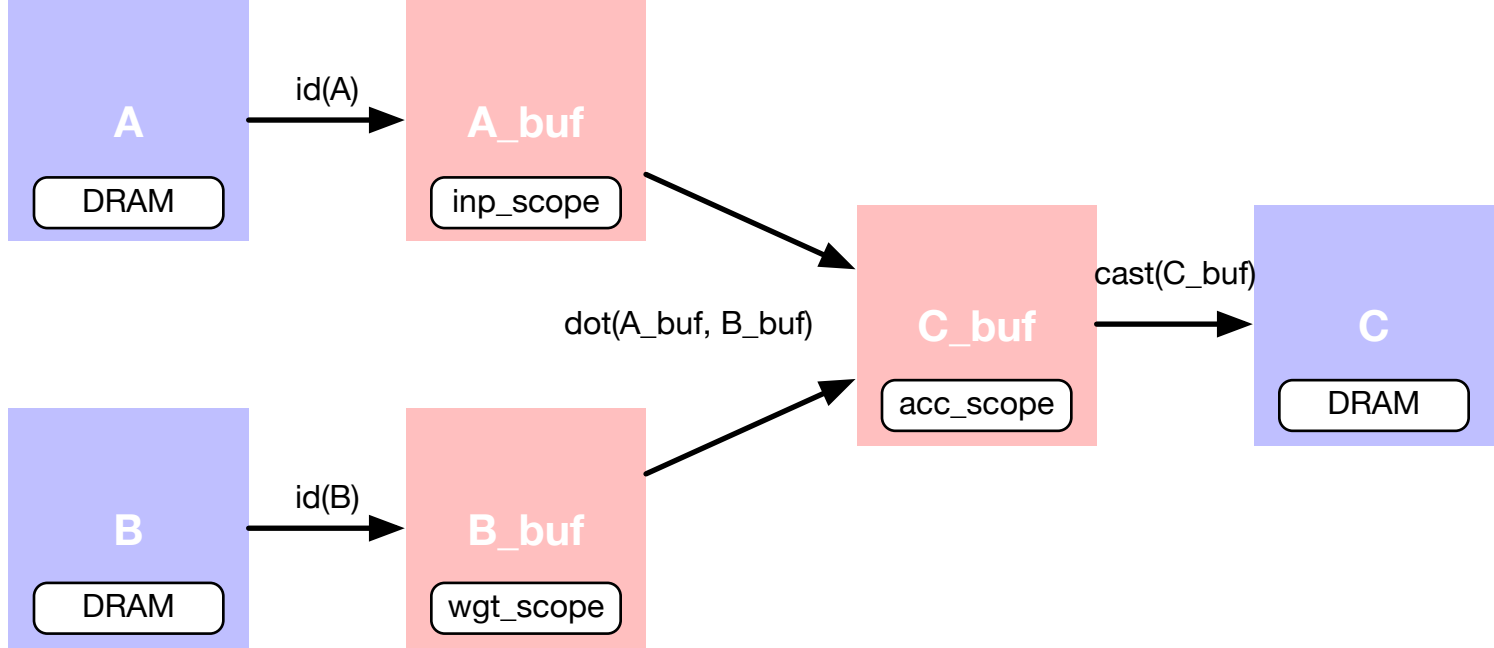 A
DRAM
id(A)
A_buf
inp_scope
B
DRAM
id(B)
B_buf
wgt_scope
dot(A_buf, B_buf)
C_buf
acc_scope
cast(C_buf)
C
DRAM